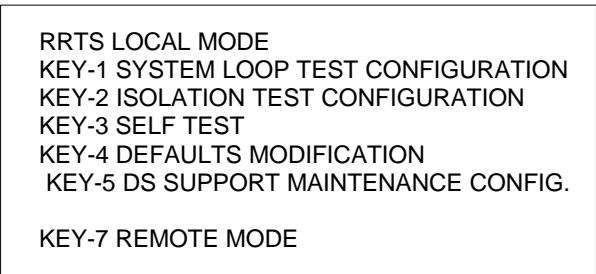 RRTS LOCAL MODE
KEY-1 SYSTEM LOOP TEST CONFIGURATION
KEY-2 ISOLATION TEST CONFIGURATION
KEY-3 SELF TEST
KEY-4 DEFAULTS MODIFICATION
KEY-5 DS SUPPORT MAINTENANCE CONFIG.
KEY-7 REMOTE MODE